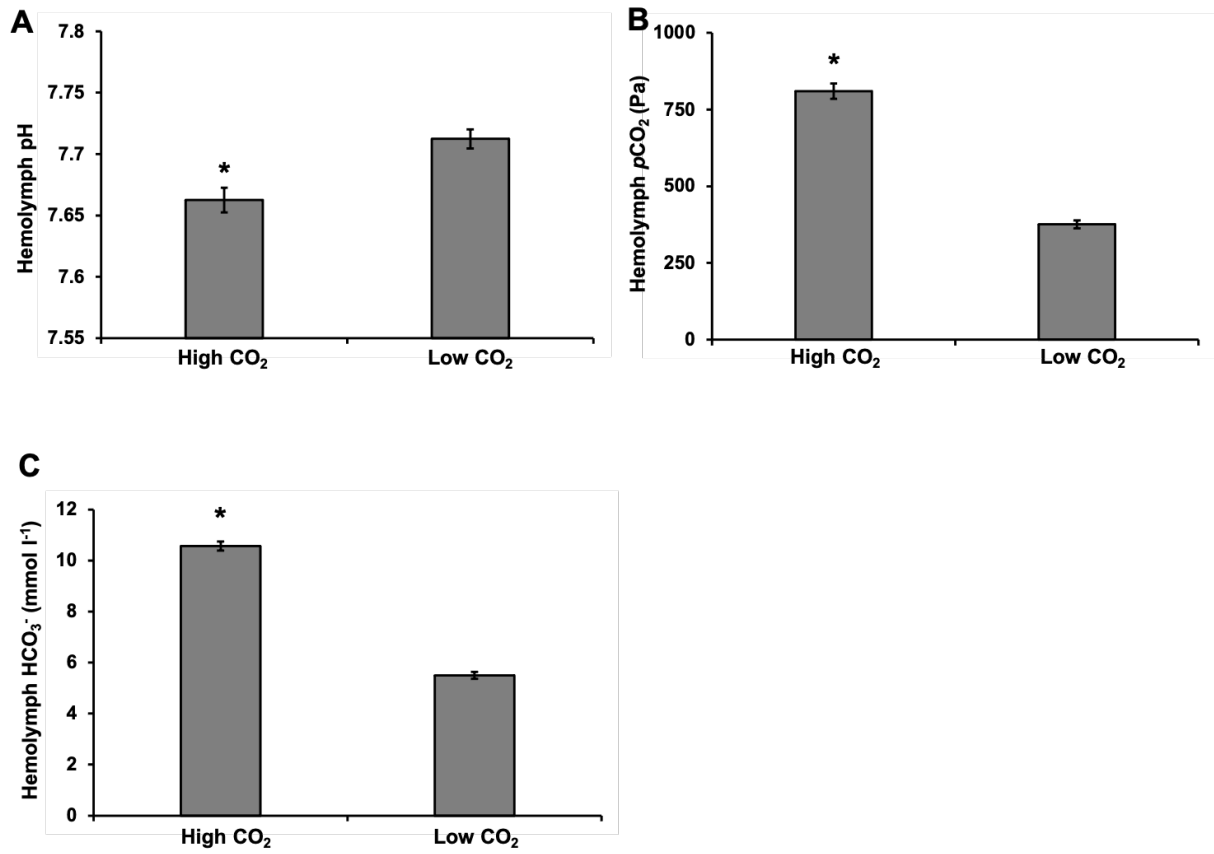 A
Hemolymph pH
7.8
7.75
7.7
7.65
7.6
7.55
*
High CO₂
Low CO₂
B
Hemolymph pCO₂ (Pa)
1000
750
500
250
0
*
High CO₂
Low CO₂
C
Hemolymph HCO₃⁻ (mmol l⁻¹)
12
10
8
6
4
2
0
*
High CO₂
Low CO₂